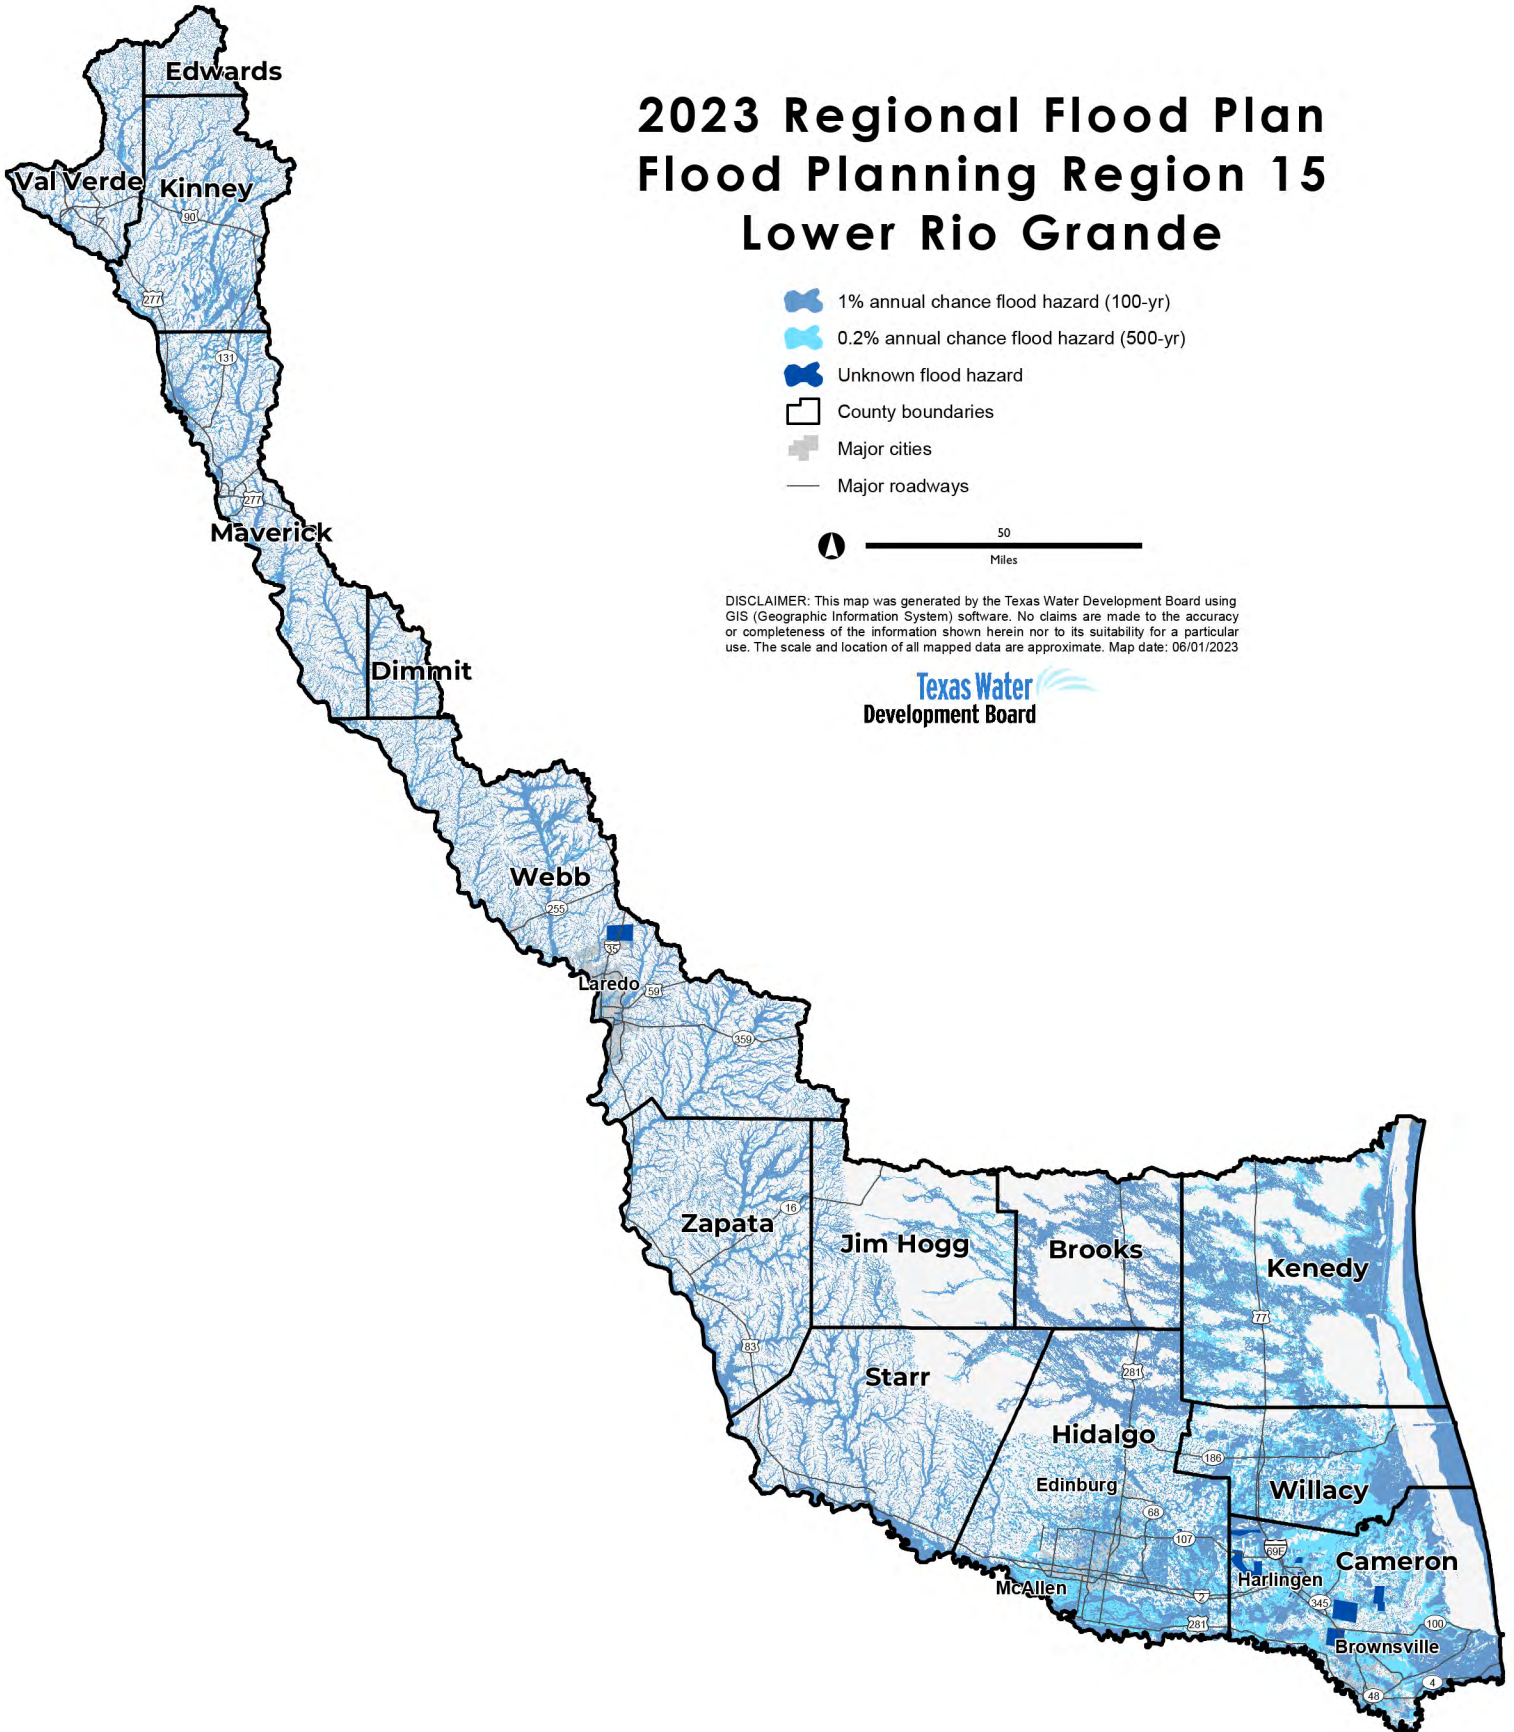 2023 Regional Flood Plan
Flood Planning Region 15
Lower Rio Grande
1% annual chance flood hazard (100-yr)
0.2% annual chance flood hazard (500-yr)
Unknown flood hazard
County boundaries
Major cities
Major roadways
50
Miles
DISCLAIMER: This map was generated by the Texas Water Development Board using
GIS (Geographic Information System) software. No claims are made to the accuracy
or completeness of the information shown herein nor to its suitability for a particular
use. The scale and location of all mapped data are approximate. Map date: 06/01/2023
Texas Water
Development Board
Edwards
Val Verde
Kinney
90
277
131
277
Maverick
Dimmit
Webb
255
35
Laredo
59
359
Zapata
16
Jim Hogg
Brooks
Kenedy
77
83
Starr
281
Hidalgo
186
Edinburg
Willacy
68
107
69E
Cameron
Harlingen
McAllen
2
345
281
100
Brownsville
4
48